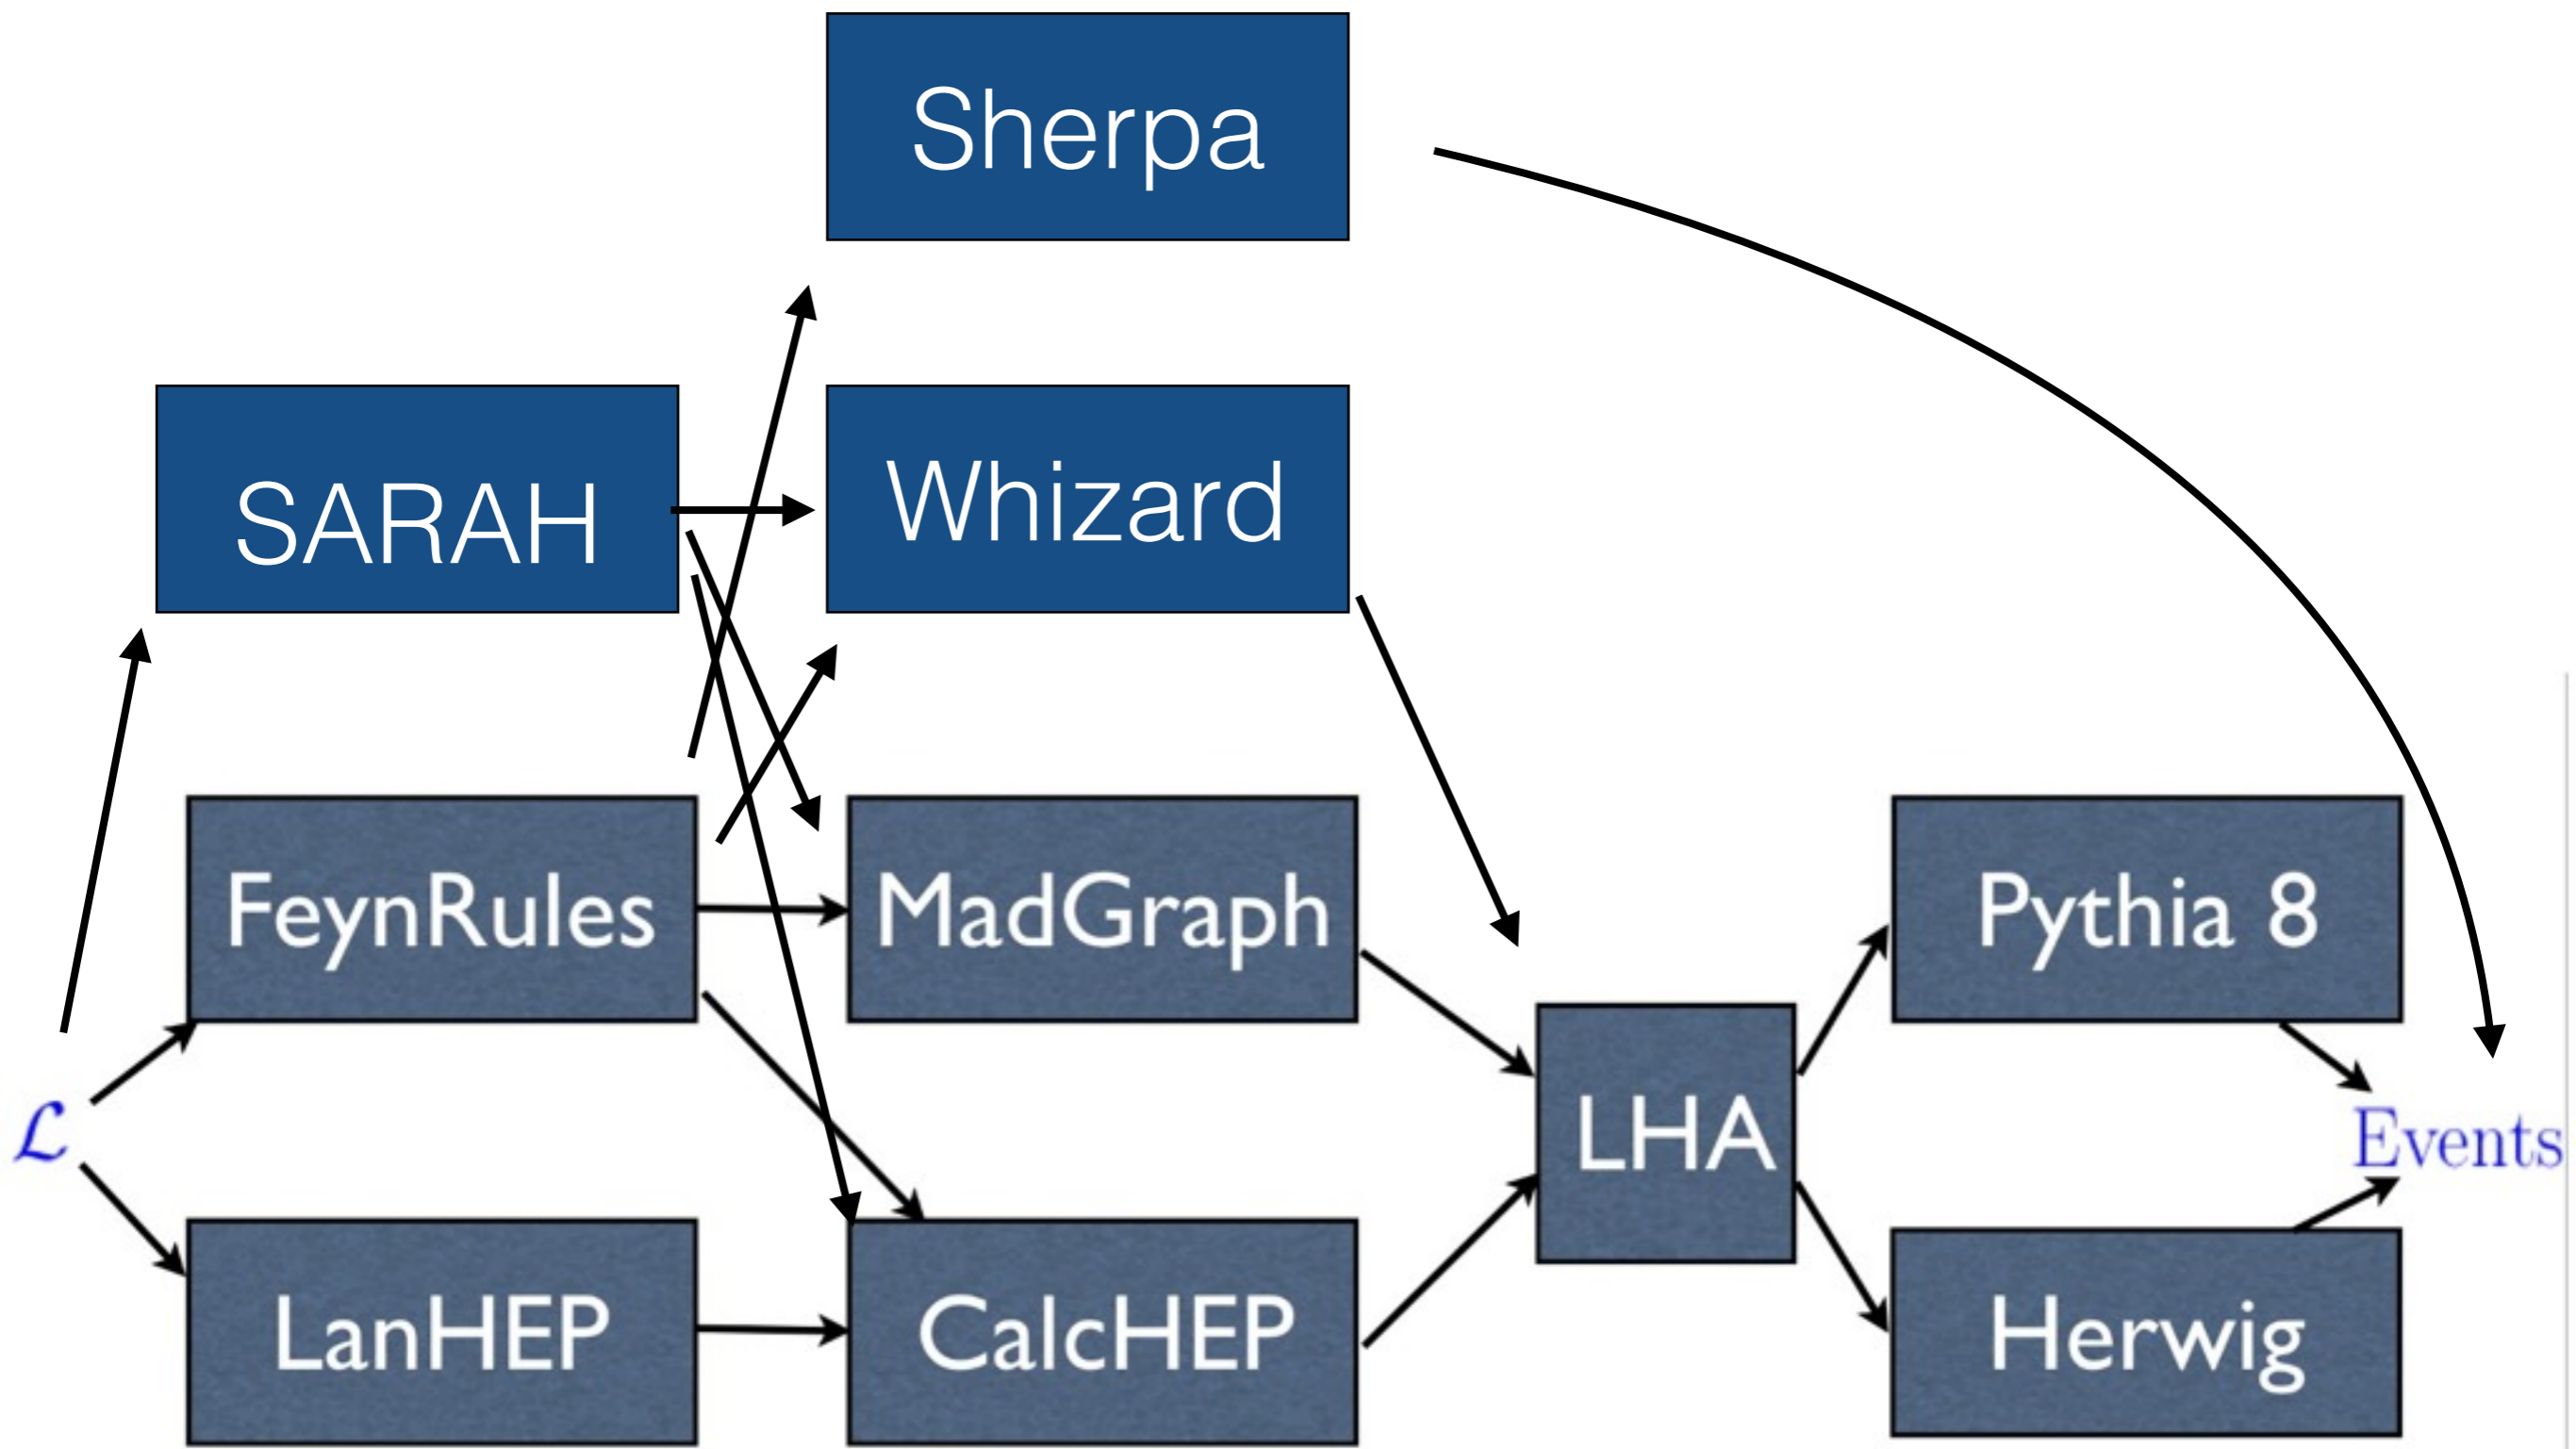 Sherpa
SARAH
Whizard
FeynRules
MadGraph
Pythia 8
ℒ
LHA
Events
LanHEP
CalcHEP
Herwig